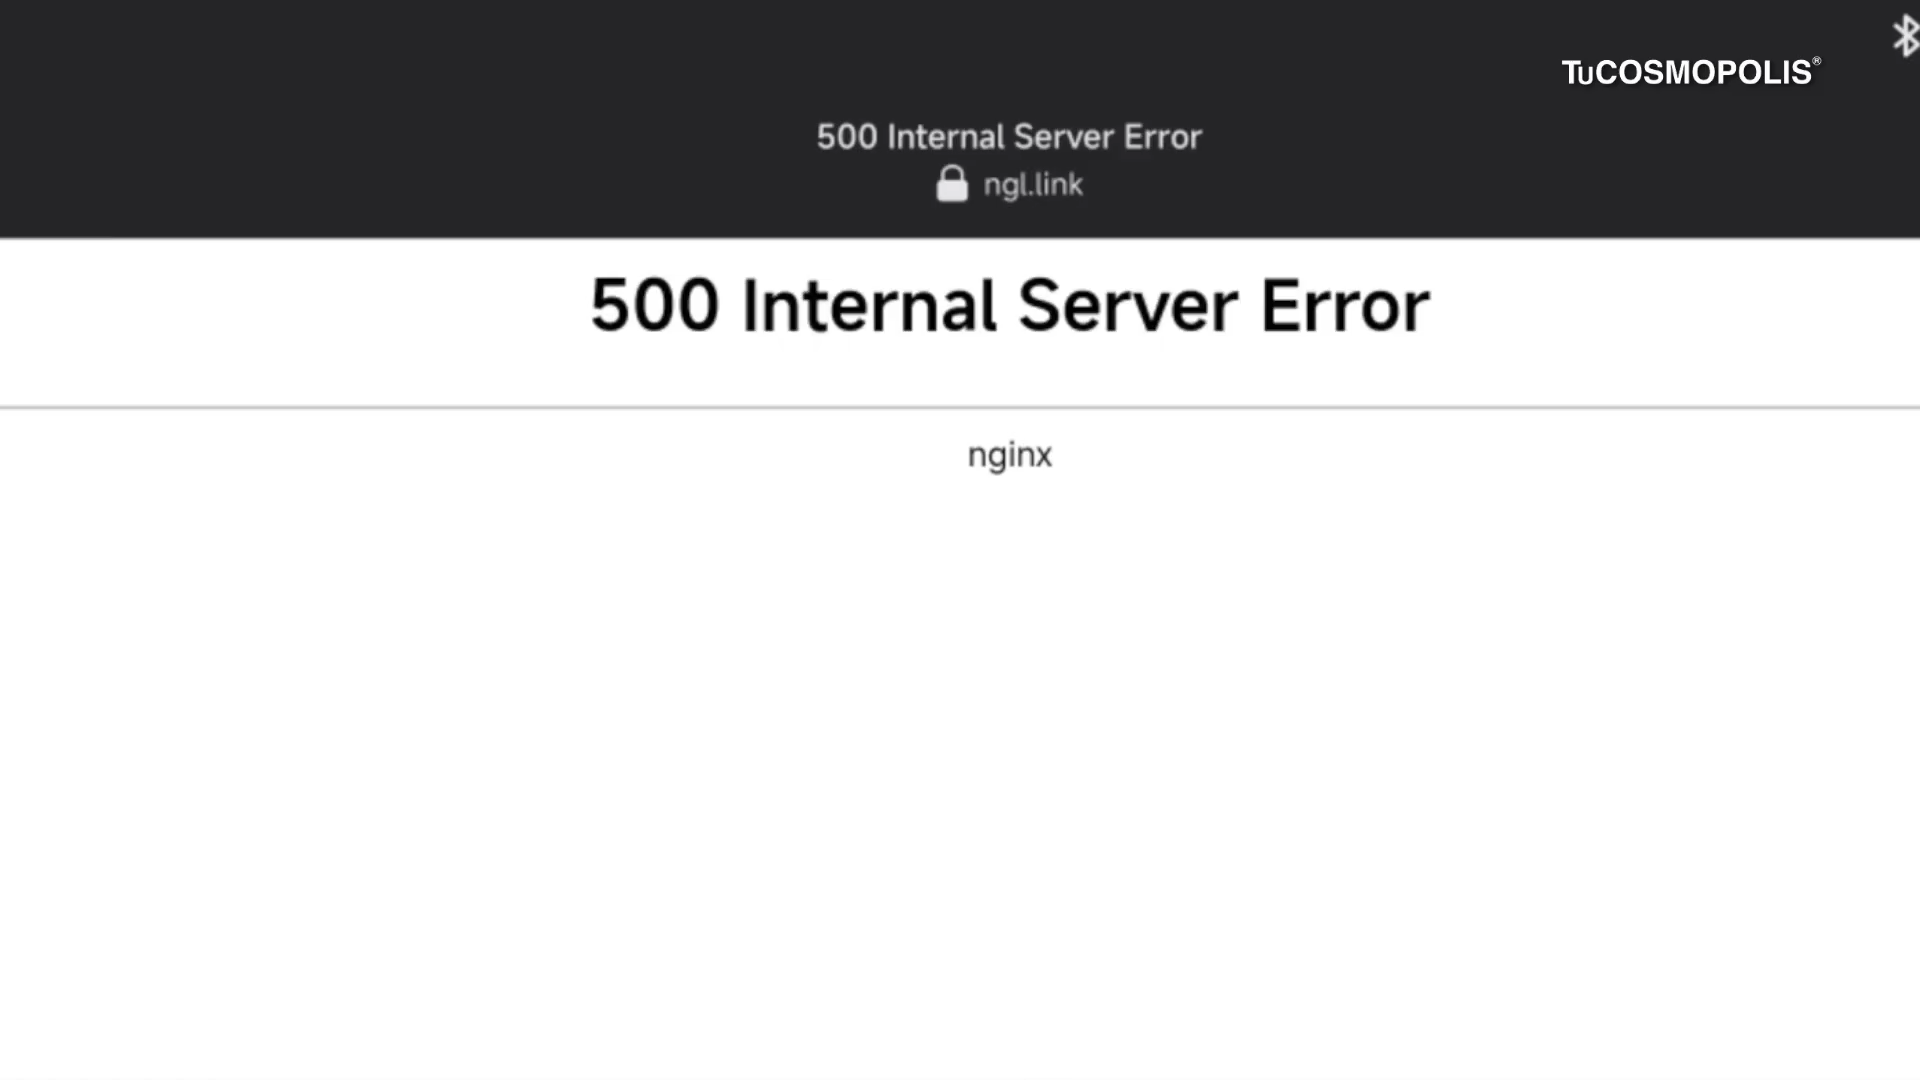 TuCOSMOPOLIS®
500 Internal Server Error
ngl.link
500 Internal Server Error
nginx